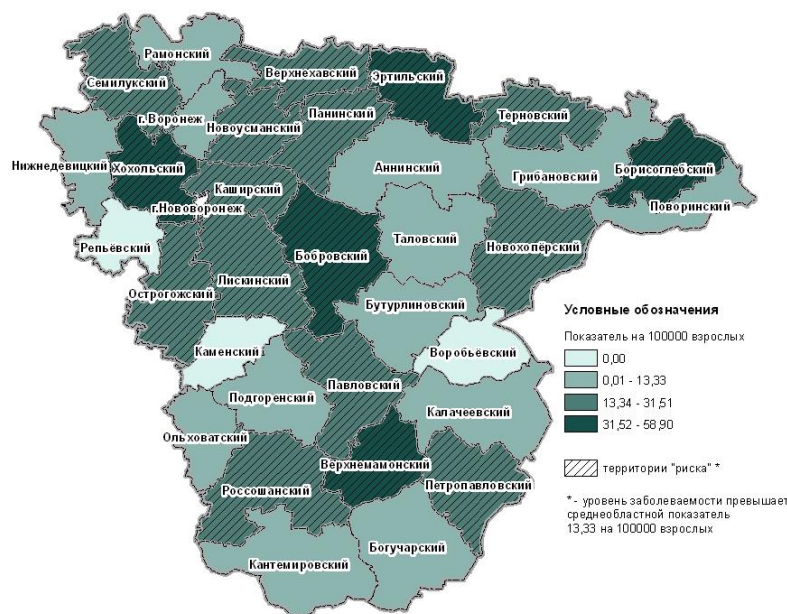 Рамонский
Семилукский
Верхнехавский
Эртильский
г. Воронеж
Новоусманский
Панинский
Терновский
Нижнедевицкий
Хохольский
Аннинский
Грибановский
Борисоглебский
Каширский
Поворинский
г.Нововоронеж
Репьёвский
Таловский
Новохопёрский
Бобровский
Лискинский
Острогожский
Бутурлиновский
Каменский
Воробьёвский
Павловский
Подгоренский
Калачеевский
Ольховатский
Верхнемамонский
Петропавловский
Россошанский
Богучарский
Кантемировский
Условные обозначения
Показатель на 100000 взрослых
0,00
0,01 - 13,33
13,34 - 31,51
31,52 - 58,90
территории "риска" *
* - уровень заболеваемости превышает
среднеобластной показатель
13,33 на 100000 взрослых